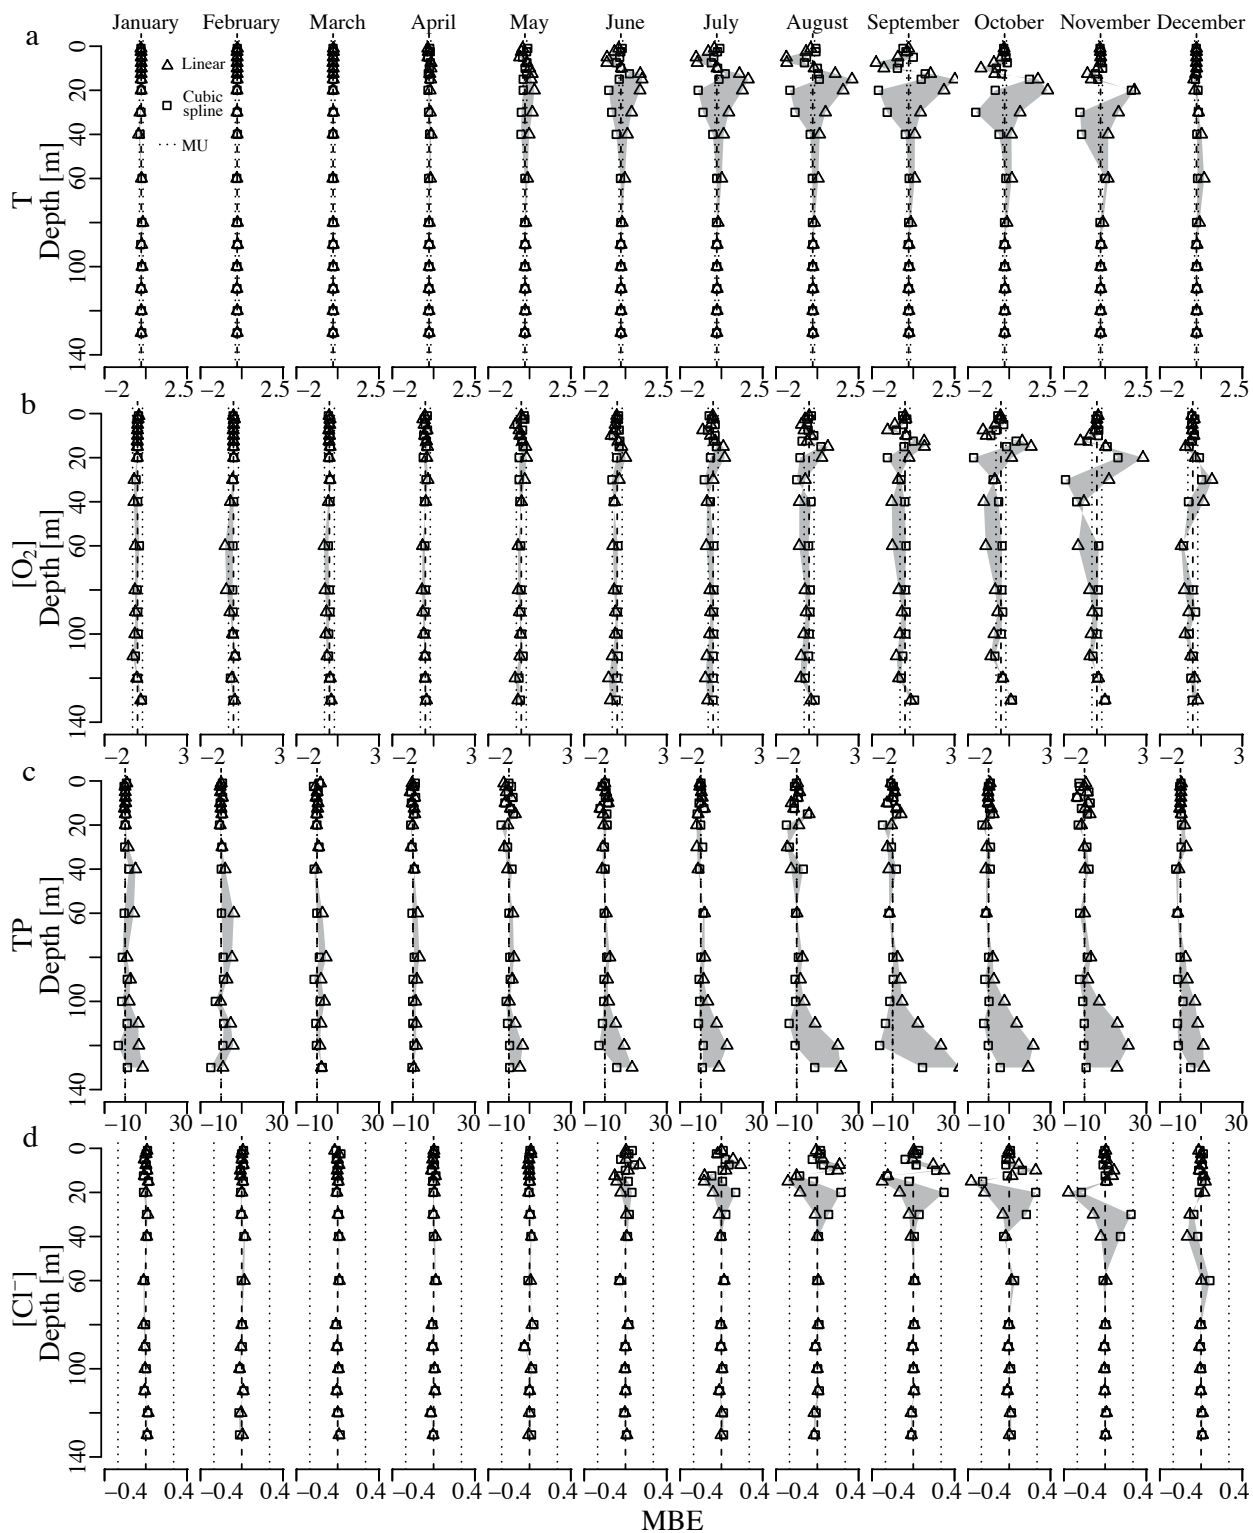 January February March April May June July August September October November December
a
Linear
Cubic
spline
MU
0 20 40 60 100 140
T
Depth [m]
−2 2.5 −2 2.5 −2 2.5 −2 2.5 −2 2.5 −2 2.5 −2 2.5 −2 2.5 −2 2.5 −2 2.5 −2 2.5 −2 2.5
b
0 20 40 60 100 140
[O₂]
Depth [m]
−2 3 −2 3 −2 3 −2 3 −2 3 −2 3 −2 3 −2 3 −2 3 −2 3 −2 3 −2 3
c
0 20 40 60 100 140
TP
Depth [m]
−10 30 −10 30 −10 30 −10 30 −10 30 −10 30 −10 30 −10 30 −10 30 −10 30 −10 30 −10 30
d
0 20 40 60 100 140
[Cl⁻]
Depth [m]
−0.4 0.4 −0.4 0.4 −0.4 0.4 −0.4 0.4 −0.4 0.4 −0.4 0.4 −0.4 0.4 −0.4 0.4 −0.4 0.4 −0.4 0.4 −0.4 0.4 −0.4 0.4
MBE